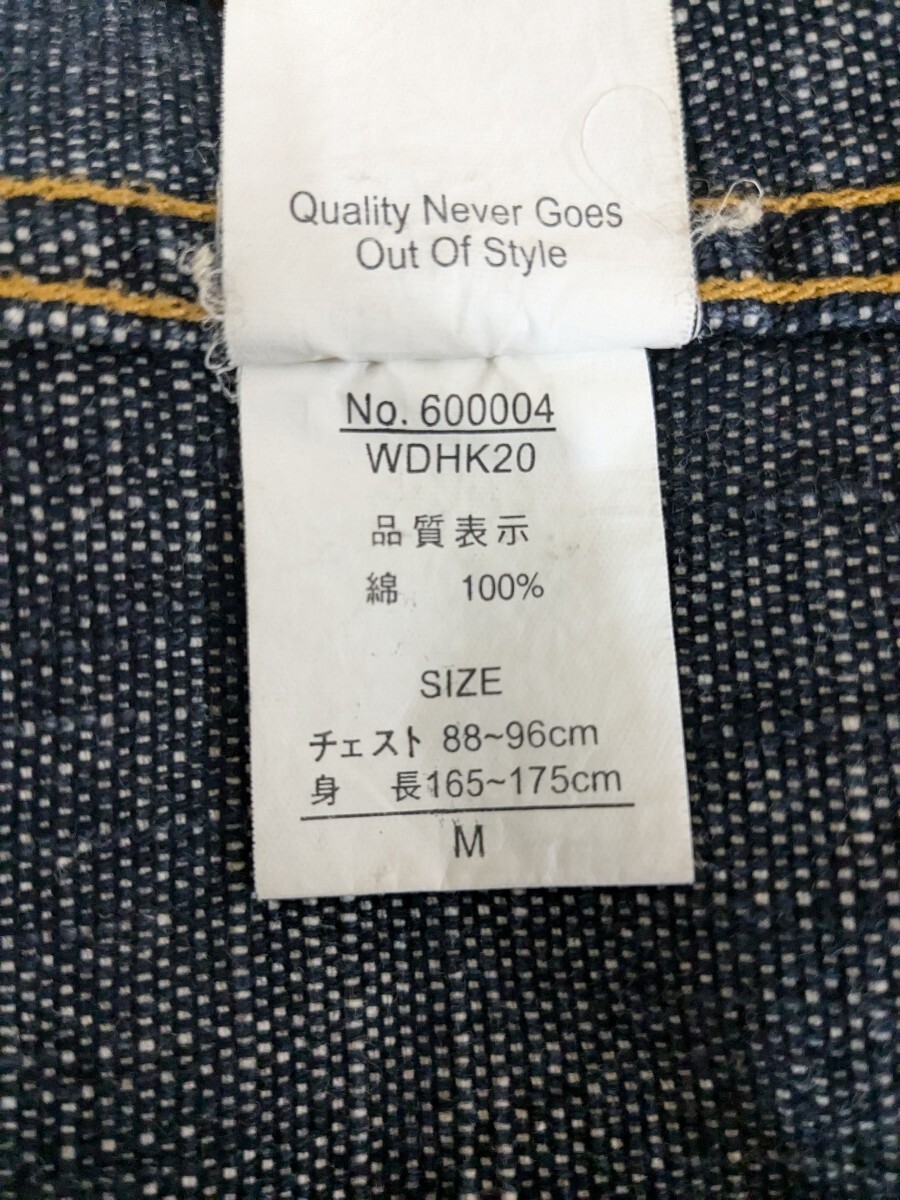 Quality Never Goes
Out Of Style
No. 600004
WDHK20
品質表示
綿 100%
SIZE
チェスト 88~96cm
身 長165~175cm
M